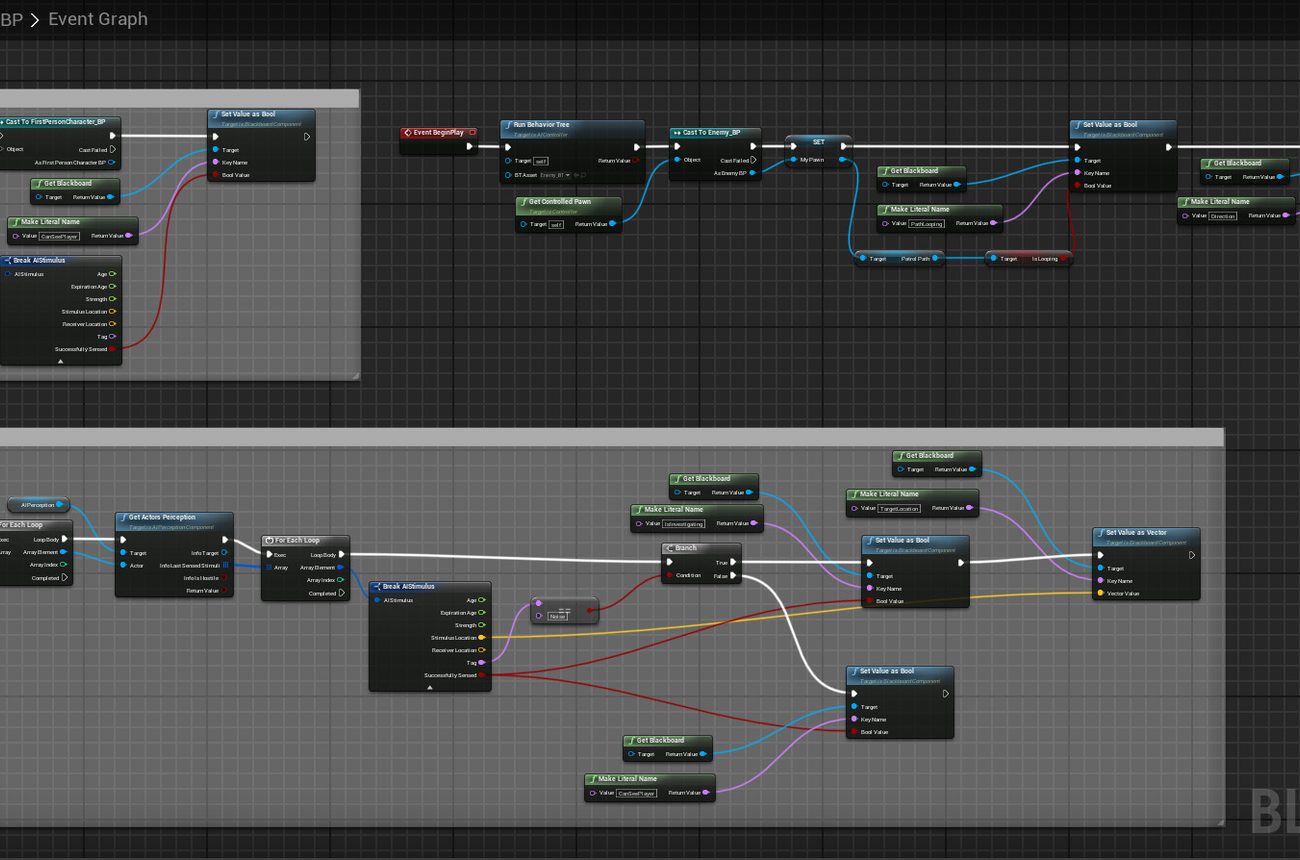 BP > Event Graph
Cast To FirstPersonCharacter_BP
Object
Cast Failed
As First Person Character BP
Set Value as Bool
Target is Blackboard Component
Target
Key Name
Bool Value
Get Blackboard
Target Return Value
Make Literal Name
Value CanSeePlayer Return Value
Break AIStimulus
AI Stimulus
Age
Expiration Age
Strength
Stimulus Location
Receiver Location
Tag
Successfully Sensed
Event BeginPlay
Run Behavior Tree
Target is AI Controller
Target self Return Value
BT Asset Enemy_BT
Get Controlled Pawn
Target is Controller
Target self Return Value
Cast To Enemy_BP
Object
Cast Failed
As Enemy BP
SET
My Pawn
Get Blackboard
Target Return Value
Make Literal Name
Value PathLooping Return Value
Target Patrol Path
Target Is Looping
Set Value as Bool
Target is Blackboard Component
Target
Key Name
Bool Value
Get Blackboard
Target Return Value
Make Literal Name
Value Direction Return Value
AIPerception
For Each Loop
Exec Loop Body
Array Array Element
Array Index
Completed
Get Actors Perception
Target is AIPerception Component
Target Info Target
Actor Info Last Sensed Stimuli
Info Is Hostile
Return Value
For Each Loop
Exec Loop Body
Array Array Element
Array Index
Completed
Break AIStimulus
AI Stimulus
Age
Expiration Age
Strength
Stimulus Location
Receiver Location
Tag
Successfully Sensed
==
Noise
Get Blackboard
Target Return Value
Make Literal Name
Value IsInvestigating Return Value
Branch
True
Condition False
Get Blackboard
Target Return Value
Make Literal Name
Value TargetLocation Return Value
Set Value as Bool
Target is Blackboard Component
Target
Key Name
Bool Value
Set Value as Vector
Target is Blackboard Component
Target
Key Name
Vector Value
Set Value as Bool
Target is Blackboard Component
Target
Key Name
Bool Value
Get Blackboard
Target Return Value
Make Literal Name
Value CanSeePlayer Return Value
BL